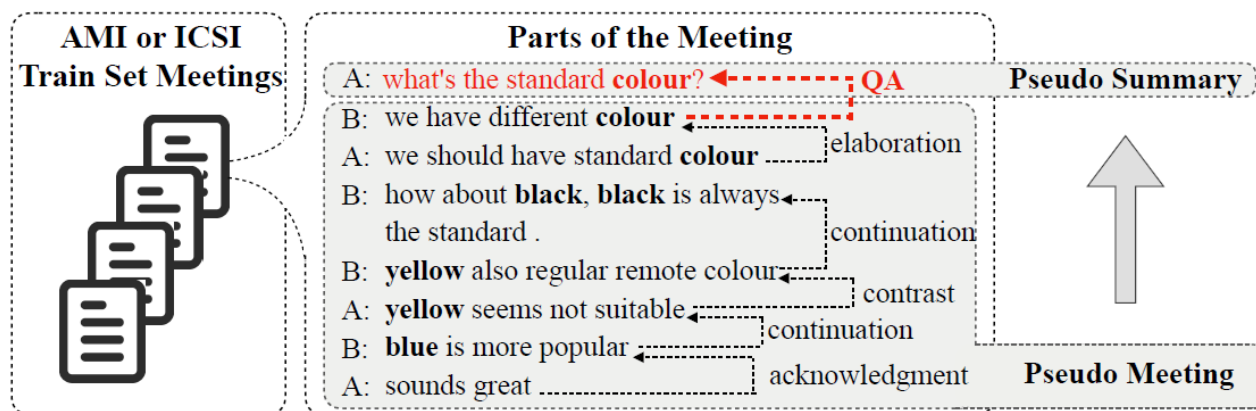 AMI or ICSI
Train Set Meetings
Parts of the Meeting
A: what's the standard colour?
QA
Pseudo Summary
B: we have different colour
elaboration
A: we should have standard colour
B: how about black, black is always
the standard .
continuation
B: yellow also regular remote colour
contrast
A: yellow seems not suitable
continuation
B: blue is more popular
acknowledgment
A: sounds great
Pseudo Meeting